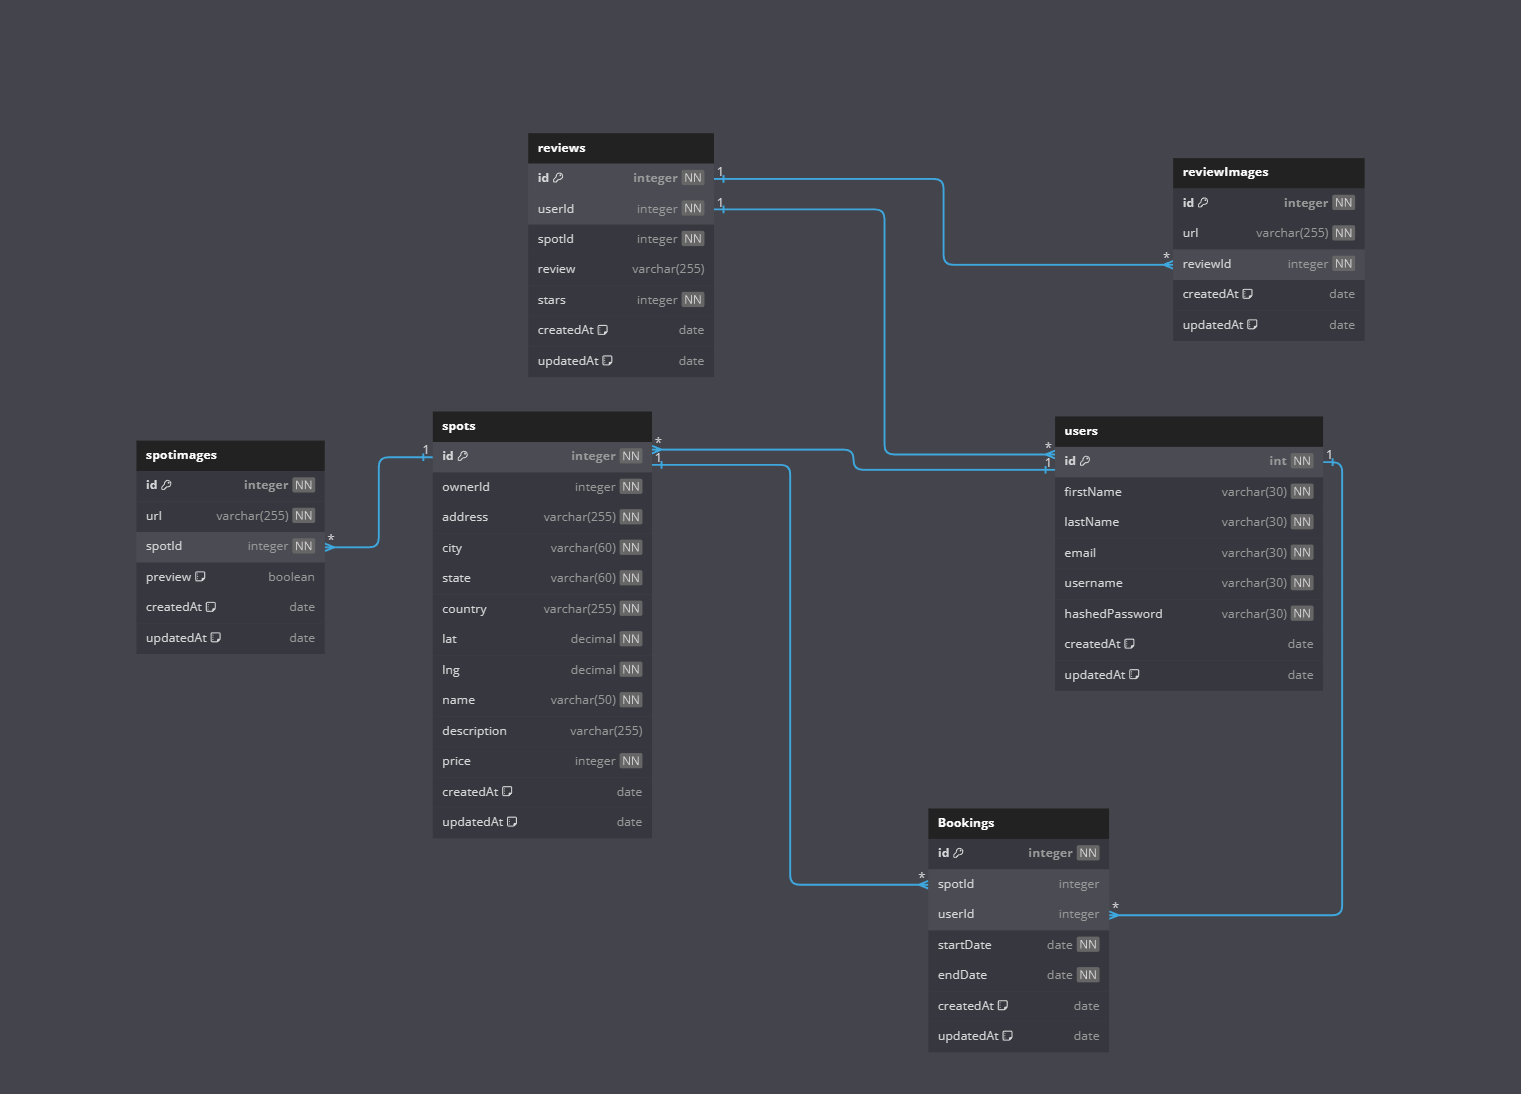 reviews
id integer NN
userId integer NN
spotId integer NN
review varchar(255)
stars integer NN
createdAt date
updatedAt date
1
1
reviewImages
id integer NN
url varchar(255) NN
* reviewId integer NN
createdAt date
updatedAt date
spotimages
id integer NN
url varchar(255) NN
spotId integer NN *
preview boolean
createdAt date
updatedAt date
spots
1 id integer NN * 1
ownerId integer NN
address varchar(255) NN
city varchar(60) NN
state varchar(60) NN
country varchar(255) NN
lat decimal NN
lng decimal NN
name varchar(50) NN
description varchar(255)
price integer NN
createdAt date
updatedAt date
users
* 1 id int NN 1
firstName varchar(30) NN
lastName varchar(30) NN
email varchar(30) NN
username varchar(30) NN
hashedPassword varchar(30) NN
createdAt date
updatedAt date
Bookings
id integer NN
* spotId integer
userId integer *
startDate date NN
endDate date NN
createdAt date
updatedAt date